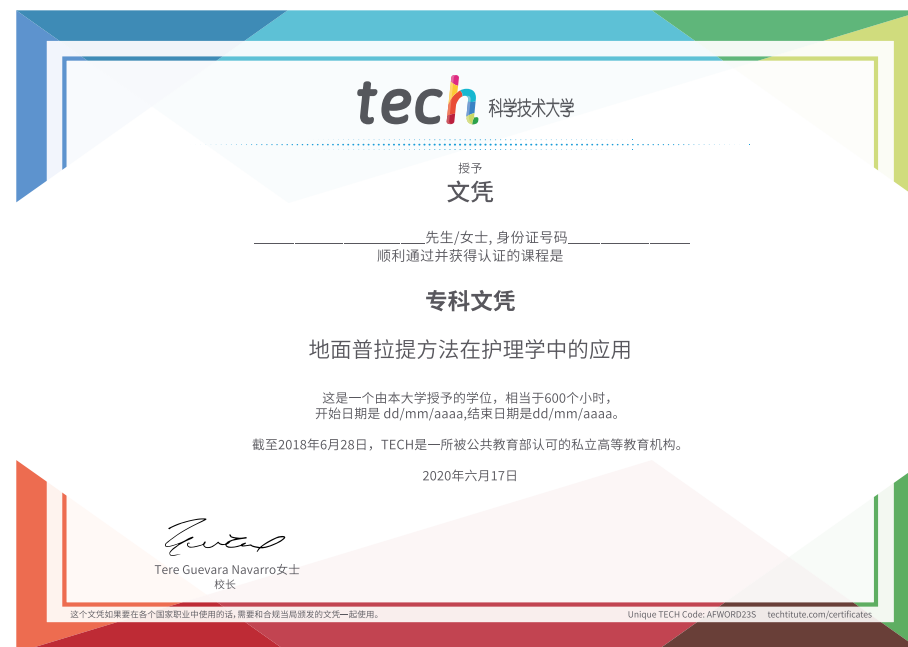 tech 科学技术大学
授予
文凭
先生/女士, 身份证号码
顺利通过并获得认证的课程是
专科文凭
地面普拉提方法在护理学中的应用
这是一个由本大学授予的学位，相当于600个小时，
开始日期是 dd/mm/aaaa,结束日期是dd/mm/aaaa。
截至2018年6月28日，TECH是一所被公共教育部认可的私立高等教育机构。
2020年六月17日
Tere Guevara Navarro女士
校长
这个文凭如果要在各个国家职业中使用的话,需要和合规当局颁发的文凭一起使用。
Unique TECH Code: AFWORD23S techtitute.com/certificates